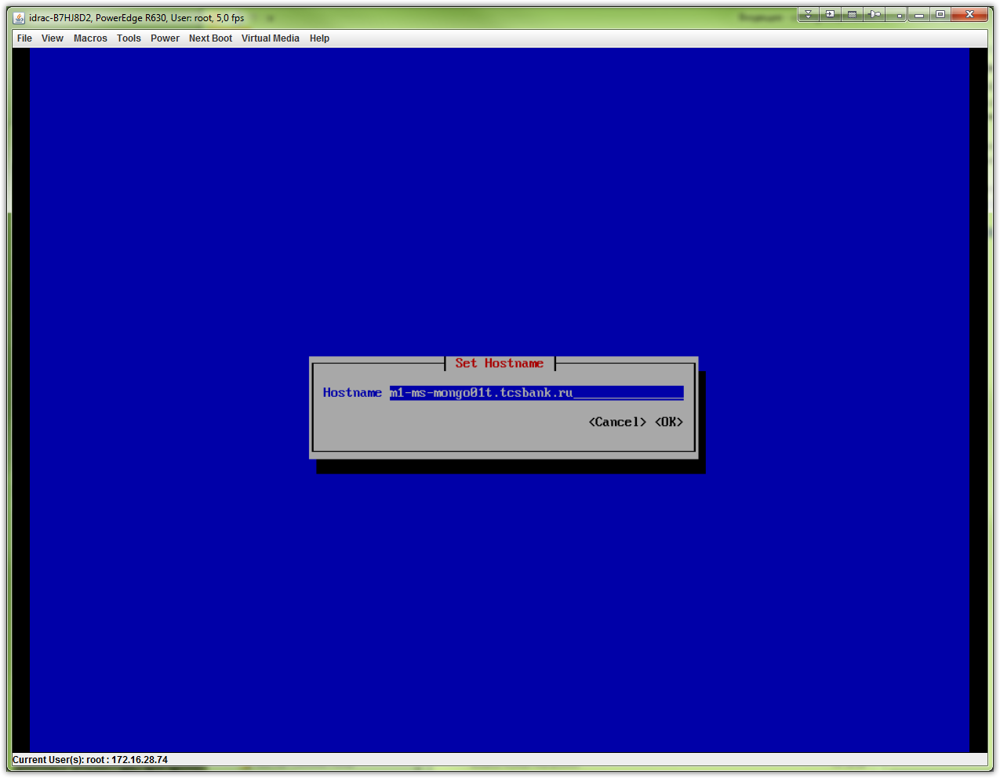 idrac-B7HJ8D2, PowerEdge R630, User: root, 5,0 fps
File View Macros Tools Power Next Boot Virtual Media Help
Set Hostname
Hostname m1-ms-mongo01t.tcsbank.ru
<Cancel> <OK>
Current User(s): root : 172.16.28.74